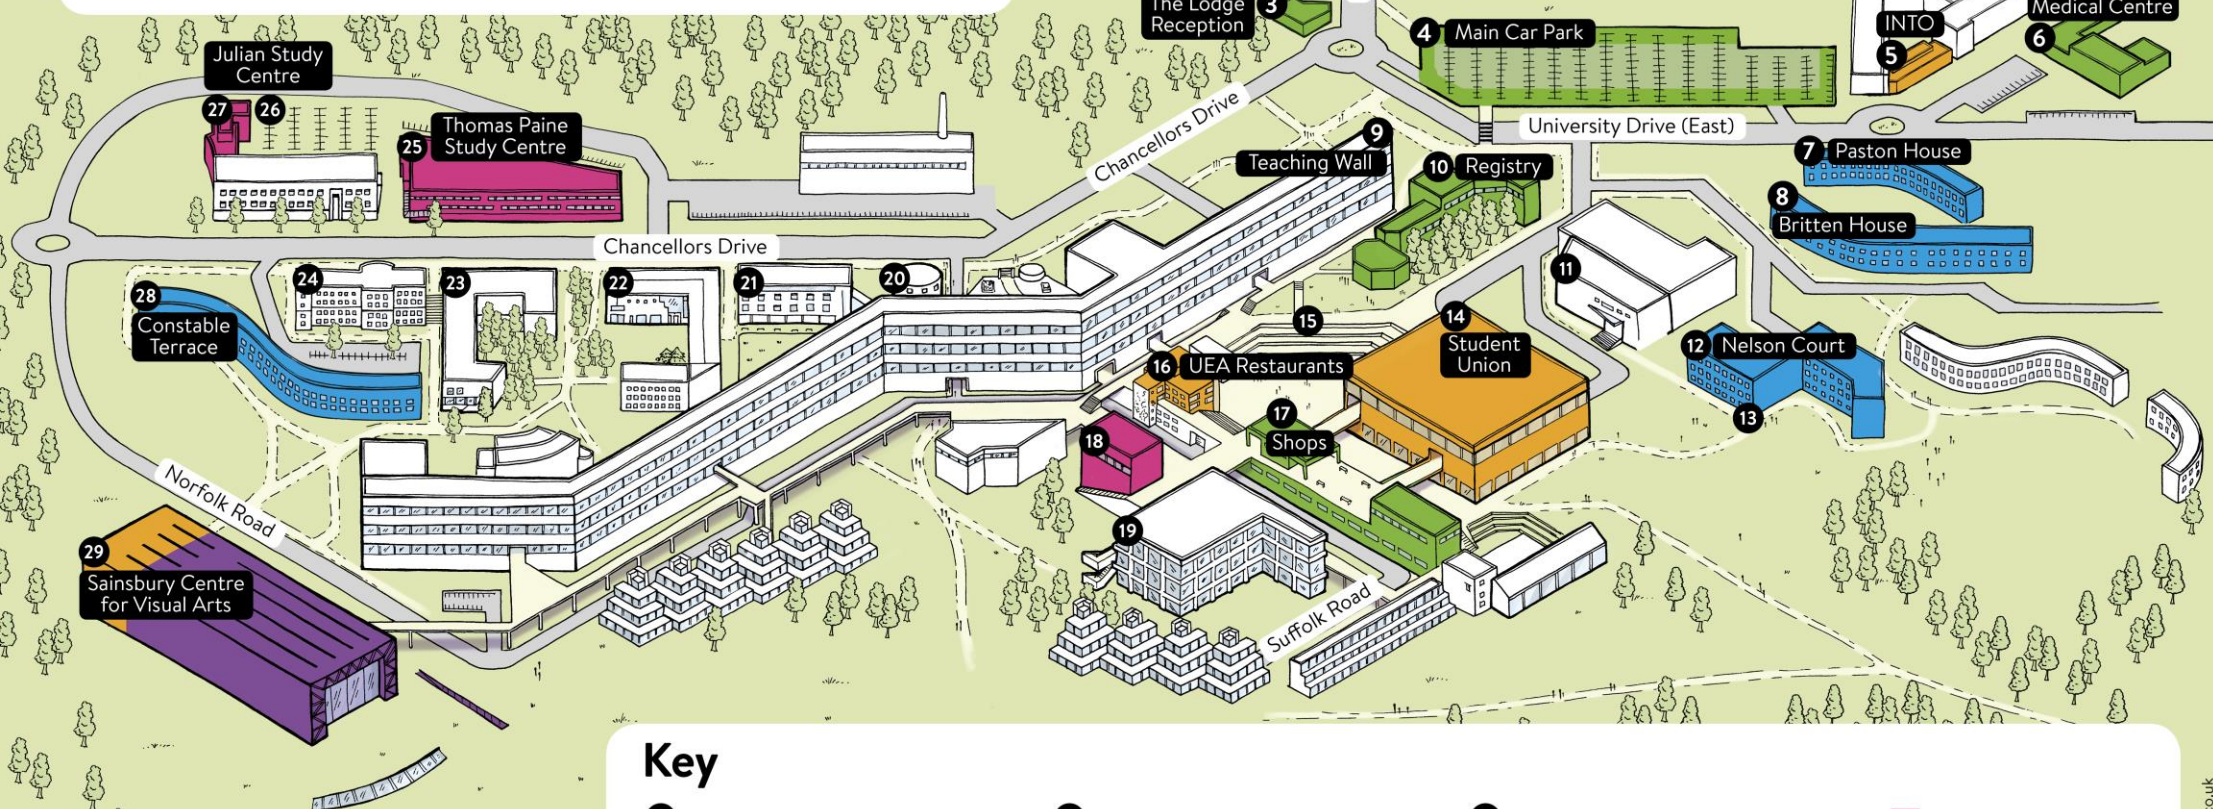 The Lodge
Reception
3
4
Main Car Park
INTO
5
Medical Centre
6
Julian Study
Centre
27
26
Thomas Paine
Study Centre
25
Chancellors Drive
9
Teaching Wall
10
Registry
University Drive (East)
7
Paston House
8
Britten House
Chancellors Drive
28
Constable
Terrace
24
23
22
21
20
11
15
14
Student
Union
12
Nelson Court
13
16
UEA Restaurants
17
Shops
18
19
Norfolk Road
29
Sainsbury Centre
for Visual Arts
Suffolk Road
Key
co.uk